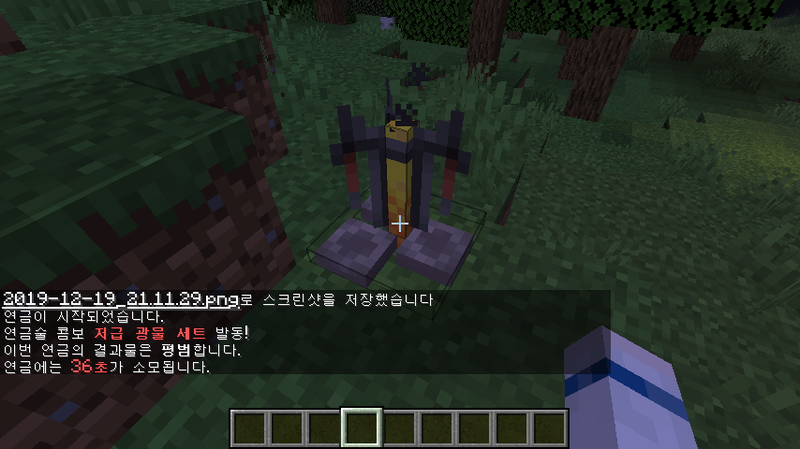 2019-12-19_21.11.29.png로 스크린샷을 저장했습니다
연금이 시작되었습니다.
연금술 콤보 저급 광물 세트 발동!
이번 연금의 결과물은 평범합니다.
연금에는 36초가 소모됩니다.